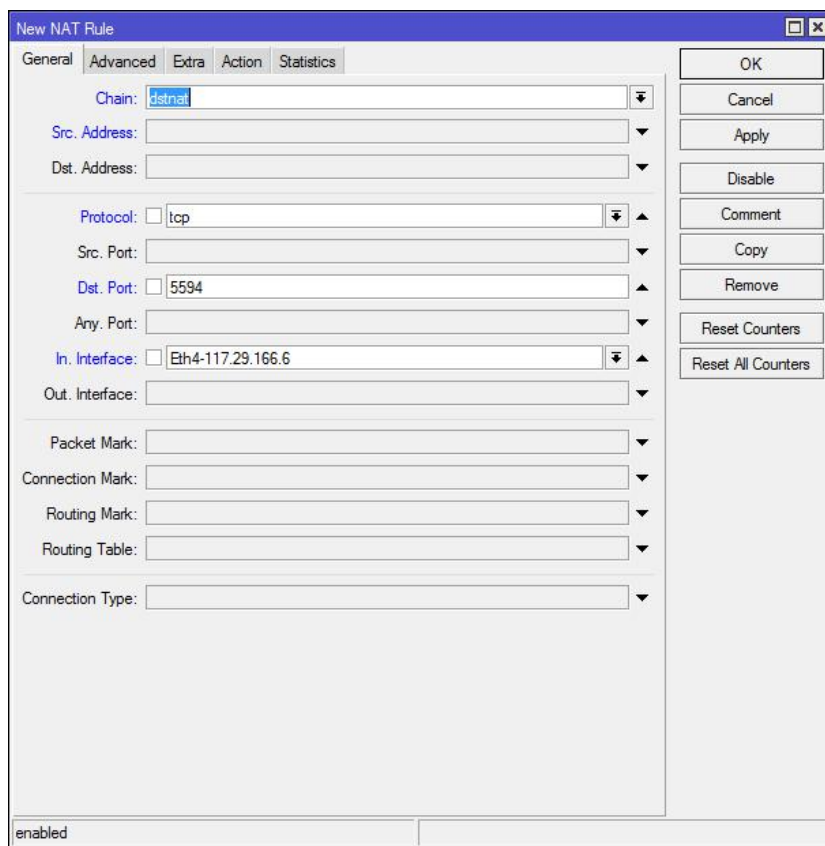 New NAT Rule
General Advanced Extra Action Statistics
Chain: dstnat
Src. Address:
Dst. Address:
Protocol: tcp
Src. Port:
Dst. Port: 5594
Any. Port:
In. Interface: Eth4-117.29.166.6
Out. Interface:
Packet Mark:
Connection Mark:
Routing Mark:
Routing Table:
Connection Type:
OK
Cancel
Apply
Disable
Comment
Copy
Remove
Reset Counters
Reset All Counters
enabled